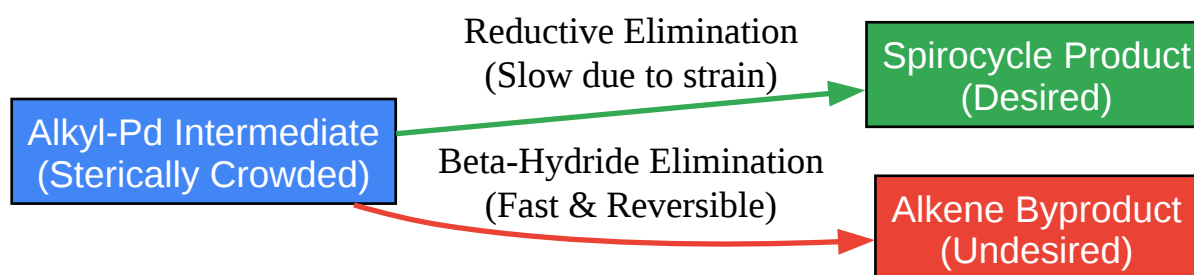 Reductive Elimination
(Slow due to strain)
Spirocycle Product
(Desired)
Alkyl-Pd Intermediate
(Sterically Crowded)
Beta-Hydride Elimination
(Fast & Reversible)
Alkene Byproduct
(Undesired)